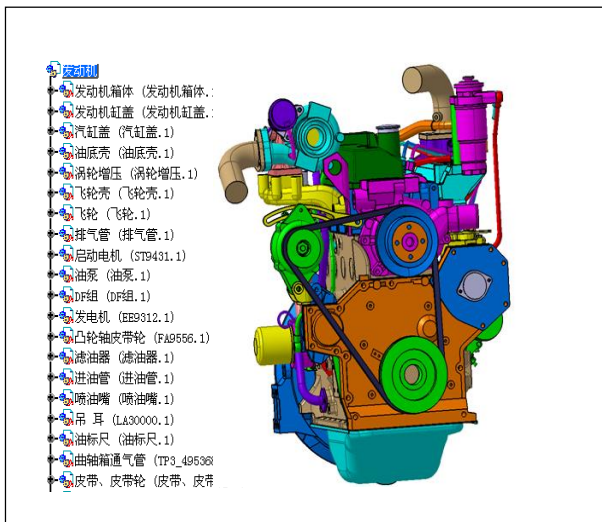 发动机
发动机箱体 (发动机箱体.1
发动机缸盖 (发动机缸盖.
汽缸盖 (汽缸盖.1)
油底壳 (油底壳.1)
涡轮增压 (涡轮增压.1)
飞轮壳 (飞轮壳.1)
飞轮 (飞轮.1)
排气管 (排气管.1)
启动电机 (ST9431.1)
油泵 (油泵.1)
DF组 (DF组.1)
发电机 (EE9312.1)
凸轮轴皮带轮 (FA9556.1)
滤油器 (滤油器.1)
进油管 (进油管.1)
喷油嘴 (喷油嘴.1)
吊 耳 (LA30000.1)
油标尺 (油标尺.1)
曲轴箱通气管 (TP3_495368
皮带、皮带轮 (皮带、皮带